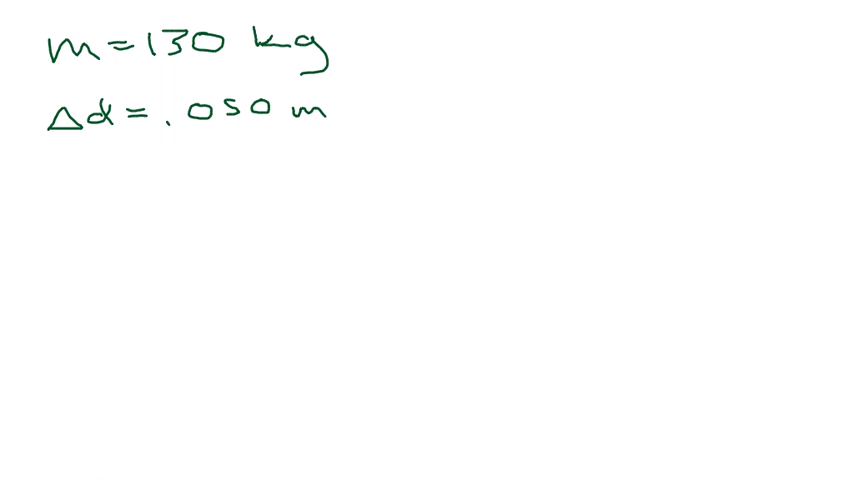 m = 130 kg
Δd = .050 m